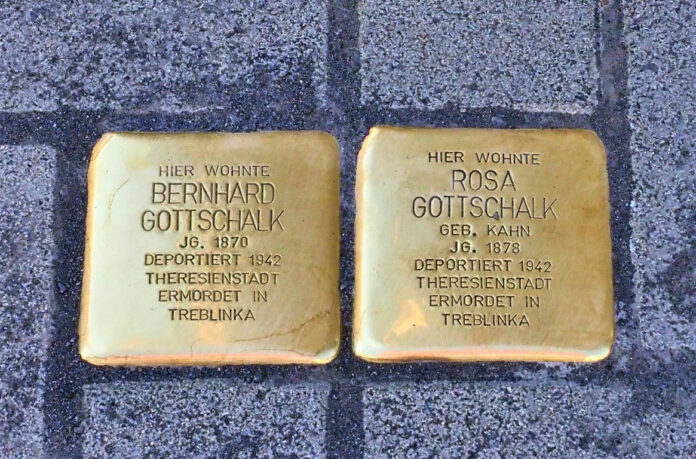 HIER WOHNTE
BERNHARD
GOTTSCHALK
JG. 1870
DEPORTIERT 1942
THERESIENSTADT
ERMORDET IN
TREBLINKA
HIER WOHNTE
ROSA
GOTTSCHALK
GEB. KAHN
JG. 1878
DEPORTIERT 1942
THERESIENSTADT
ERMORDET IN
TREBLINKA